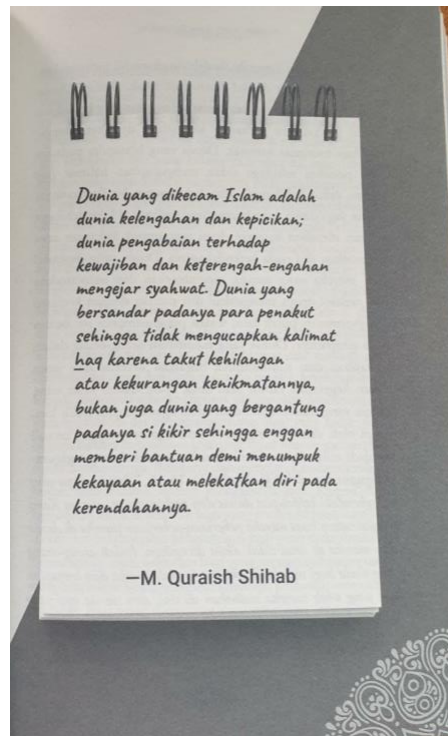 Dunia yang dikecam Islam adalah
dunia kelengahan dan kepicikan;
dunia pengabaian terhadap
kewajiban dan keterengah-engahan
mengejar syahwat. Dunia yang
bersandar padanya para penakut
sehingga tidak mengucapkan kalimat
ẖaq karena takut kehilangan
atau kekurangan kenikmatannya,
bukan juga dunia yang bergantung
padanya si kikir sehingga enggan
memberi bantuan demi menumpuk
kekayaan atau melekatkan diri pada
kerendahannya.
—M. Quraish Shihab